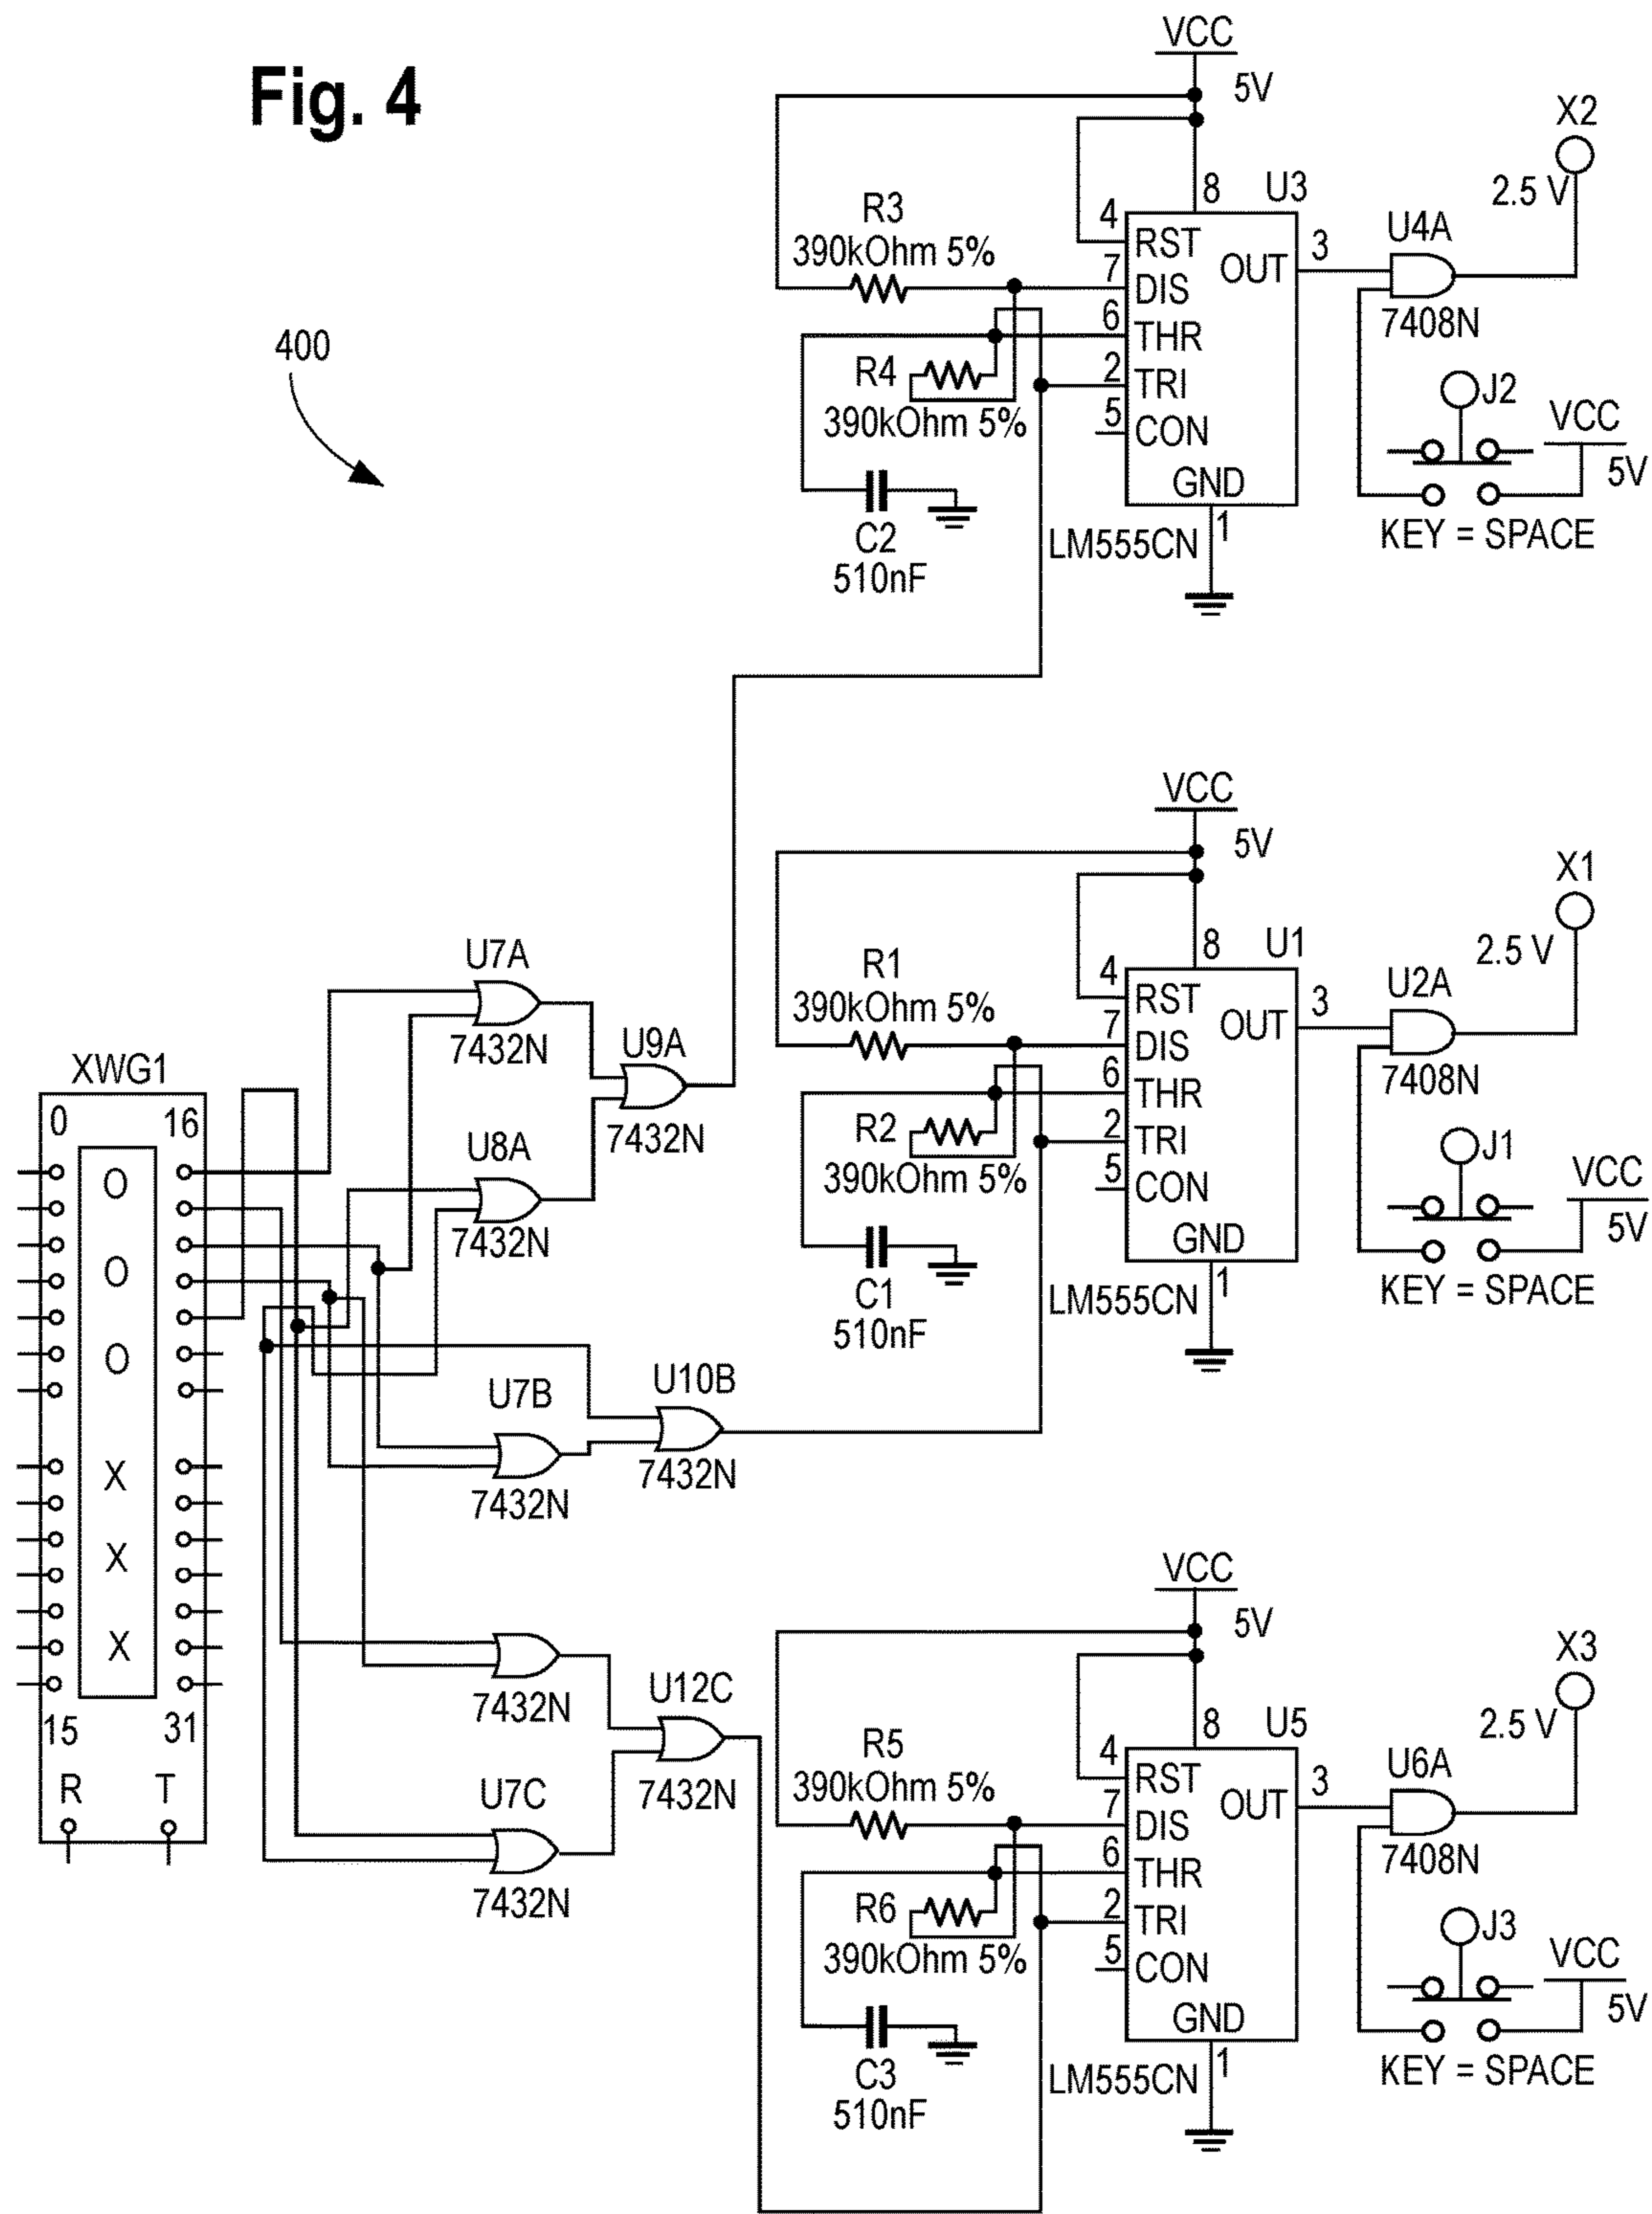 Fig. 4
400
VCC
5V
X2
2.5 V
R3
390kOhm 5%
8
U3
4
RST
7
DIS
6
THR
2
TRI
5
CON
OUT
3
GND
1
LM555CN
U4A
7408N
R4
390kOhm 5%
C2
510nF
J2
VCC
5V
KEY = SPACE
VCC
5V
X1
2.5 V
R1
390kOhm 5%
8
U1
4
RST
7
DIS
6
THR
2
TRI
5
CON
OUT
3
GND
1
LM555CN
U2A
7408N
R2
390kOhm 5%
C1
510nF
J1
VCC
5V
KEY = SPACE
U7A
7432N
U9A
7432N
U8A
7432N
XWG1
0
16
O
O
O
X
X
X
15
31
R
T
U7B
7432N
U10B
7432N
7432N
U12C
7432N
U7C
7432N
VCC
5V
X3
2.5 V
R5
390kOhm 5%
8
U5
4
RST
7
DIS
6
THR
2
TRI
5
CON
OUT
3
GND
1
LM555CN
U6A
7408N
R6
390kOhm 5%
C3
510nF
J3
VCC
5V
KEY = SPACE